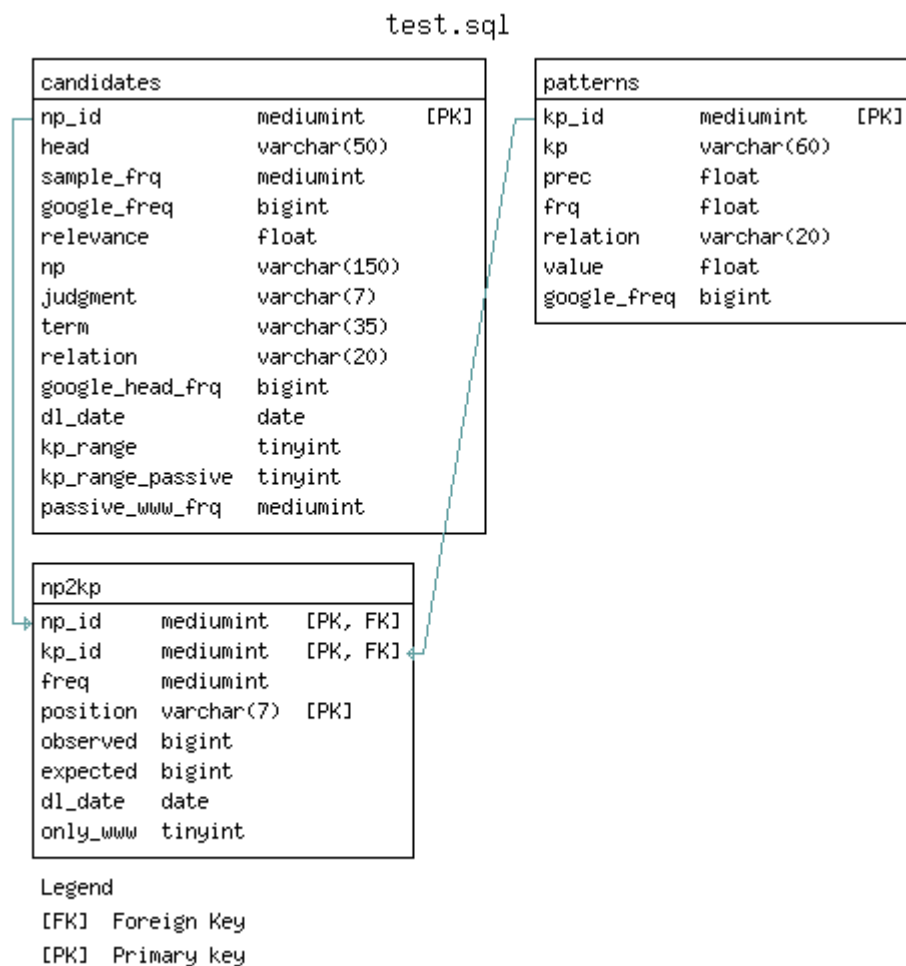 test.sql
candidates
np_id mediumint [PK]
head varchar(50)
sample_frq mediumint
google_freq bigint
relevance float
np varchar(150)
judgment varchar(7)
term varchar(35)
relation varchar(20)
google_head_frq bigint
dl_date date
kp_range tinyint
kp_range_passive tinyint
passive_www_frq mediumint
patterns
kp_id mediumint [PK]
kp varchar(60)
prec float
frq float
relation varchar(20)
value float
google_freq bigint
np2kp
np_id mediumint [PK, FK]
kp_id mediumint [PK, FK]
freq mediumint
position varchar(7) [PK]
observed bigint
expected bigint
dl_date date
only_www tinyint
Legend
[FK] Foreign Key
[PK] Primary key